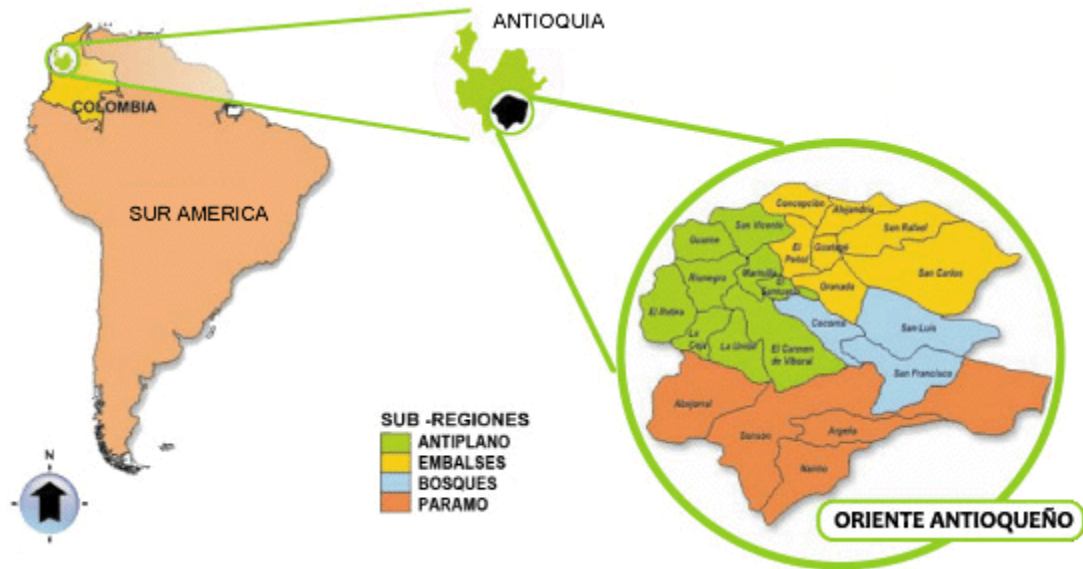 ANTIOQUIA
COLOMBIA
SUR AMERICA
Concepción
Alejandría
San Vicente
San Rafael
Guarne
El
Peñol
Guatapé
San Carlos
Marinilla
Rionegro
El
Santuario
Granada
El Retiro
Cocorná
San Luis
La
Ceja
La Unión
El Carmen
de Viboral
San Francisco
Abejorral
Sonsón
Argelia
Nariño
SUB -REGIONES
ANTIPLANO
EMBALSES
BOSQUES
PARAMO
N
ORIENTE ANTIOQUEÑO